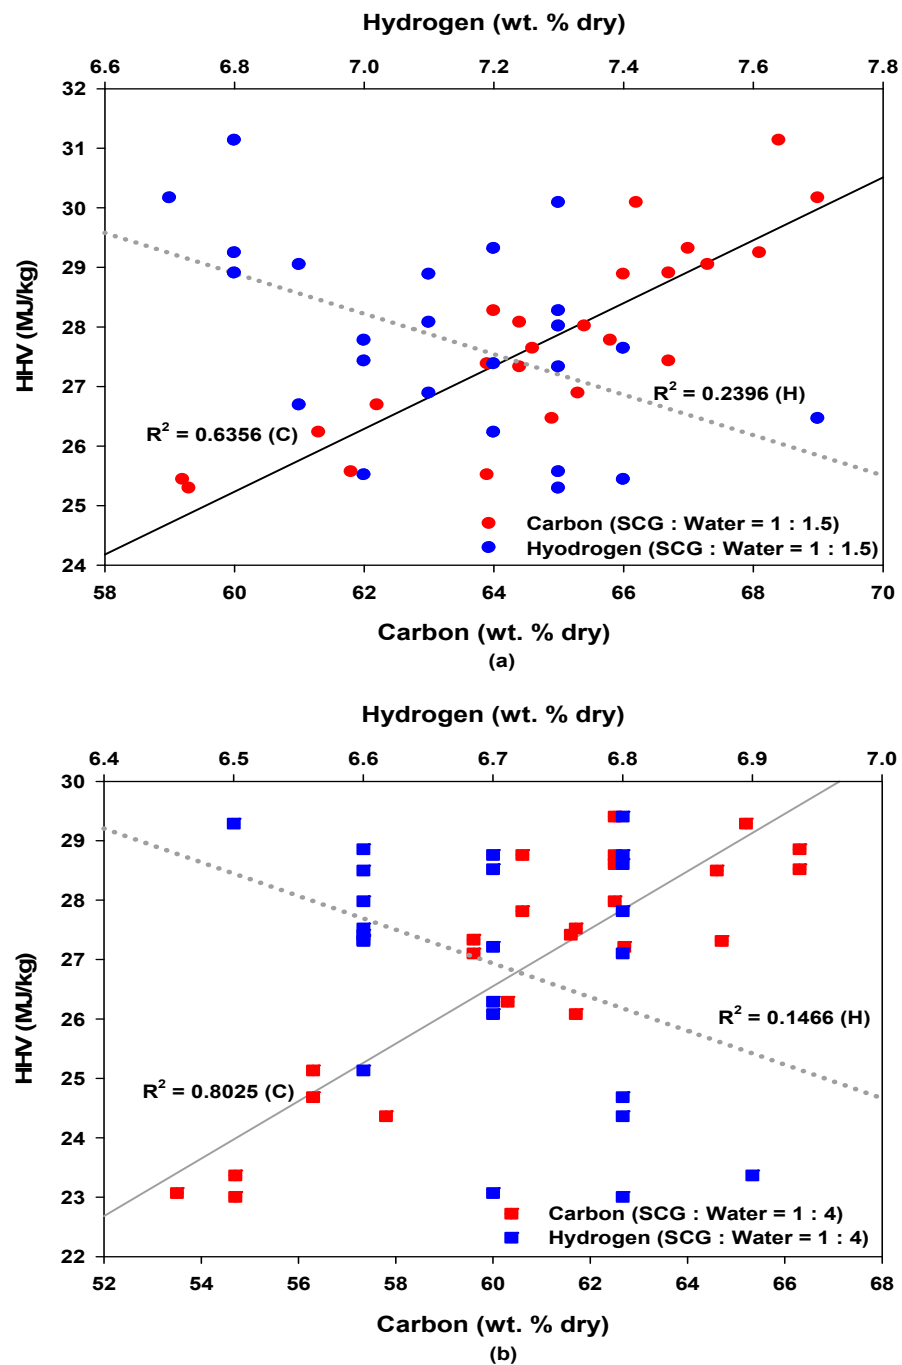 (a)
Hydrogen (wt. % dry)
6.6 6.8 7.0 7.2 7.4 7.6 7.8
32
31
30
29
28
27
26
25
24
HHV (MJ/kg)
R² = 0.2396 (H)
R² = 0.6356 (C)
Carbon (SCG : Water = 1 : 1.5)
Hyodrogen (SCG : Water = 1 : 1.5)
58 60 62 64 66 68 70
Carbon (wt. % dry)
(a)
Hydrogen (wt. % dry)
6.4 6.5 6.6 6.7 6.8 6.9 7.0
30
29
28
27
26
25
24
23
22
HHV (MJ/kg)
R² = 0.1466 (H)
R² = 0.8025 (C)
Carbon (SCG : Water = 1 : 4)
Hydrogen (SCG : Water = 1 : 4)
52 54 56 58 60 62 64 66 68
Carbon (wt. % dry)
(b)